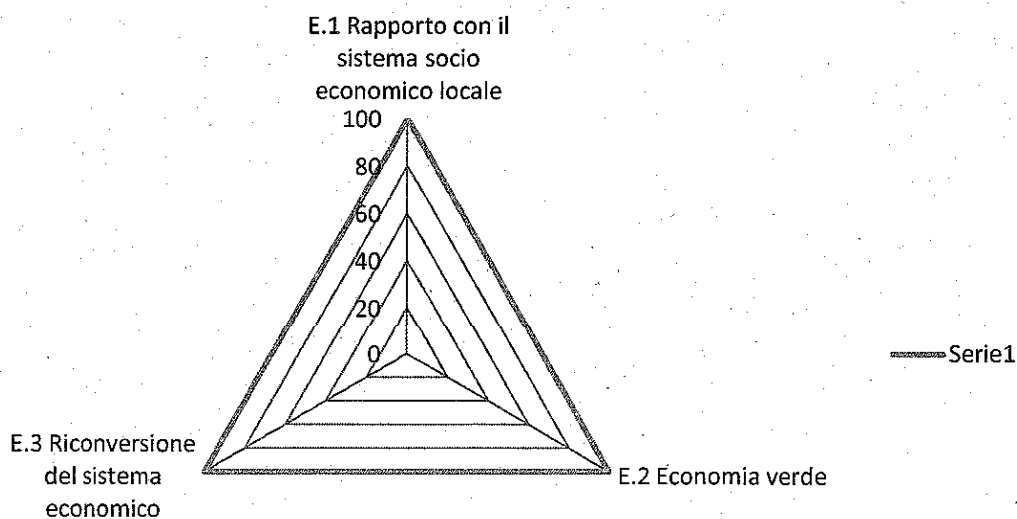 E.1 Rapporto con il
sistema socio
economico locale
100
80
60
40
20
0
Serie1
E.3 Riconversione
del sistema
economico
E.2 Economia verde